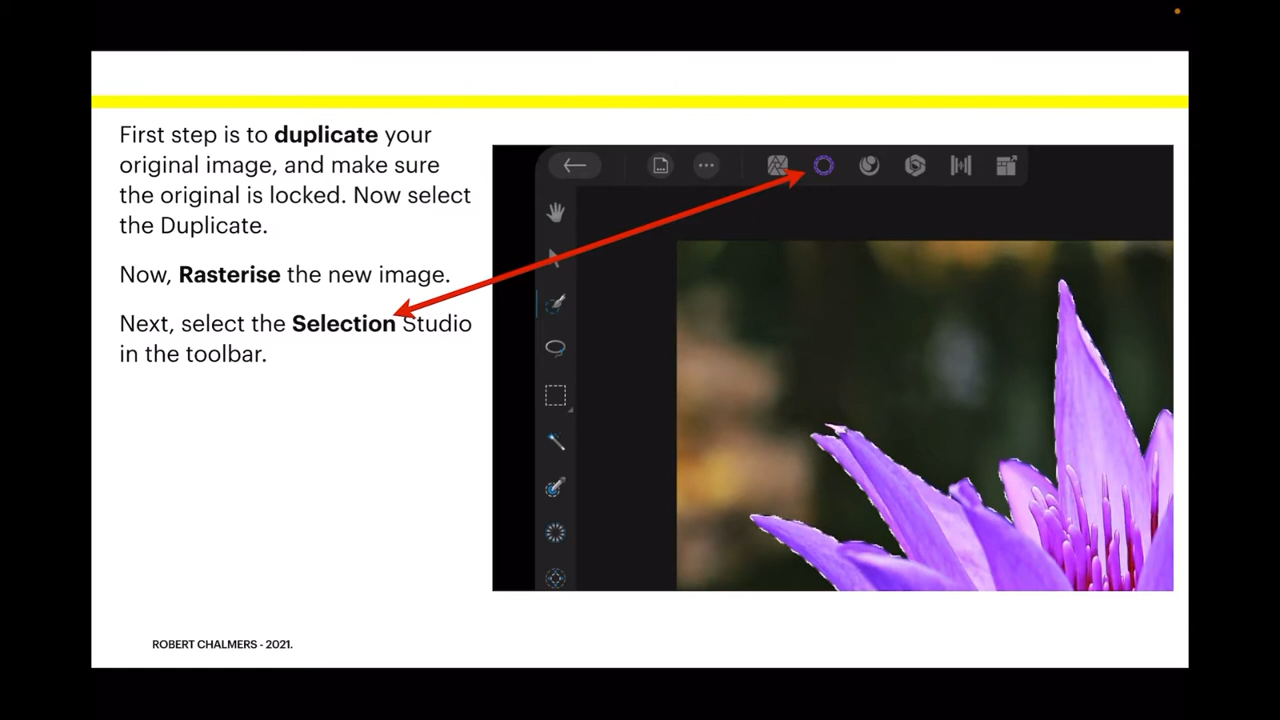 First step is to duplicate your
original image, and make sure
the original is locked. Now select
the Duplicate.
Now, Rasterise the new image.
Next, select the Selection Studio
in the toolbar.
ROBERT CHALMERS - 2021.